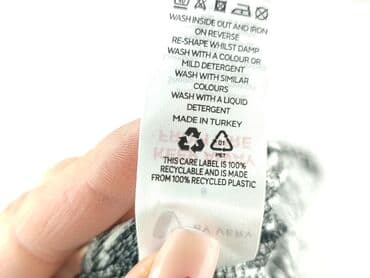 WASH INSIDE OUT AND IRON
ON REVERSE
RE-SHAPE WHILST DAMP
WASH WITH A COLOUR OR
MILD DETERGENT
WASH WITH SIMILAR
COLOURS
WASH WITH A LIQUID
DETERGENT
MADE IN TURKEY
01
PET
THIS CARE LABEL IS 100%
RECYCLABLE AND IS MADE
FROM 100% RECYCLED PLASTIC